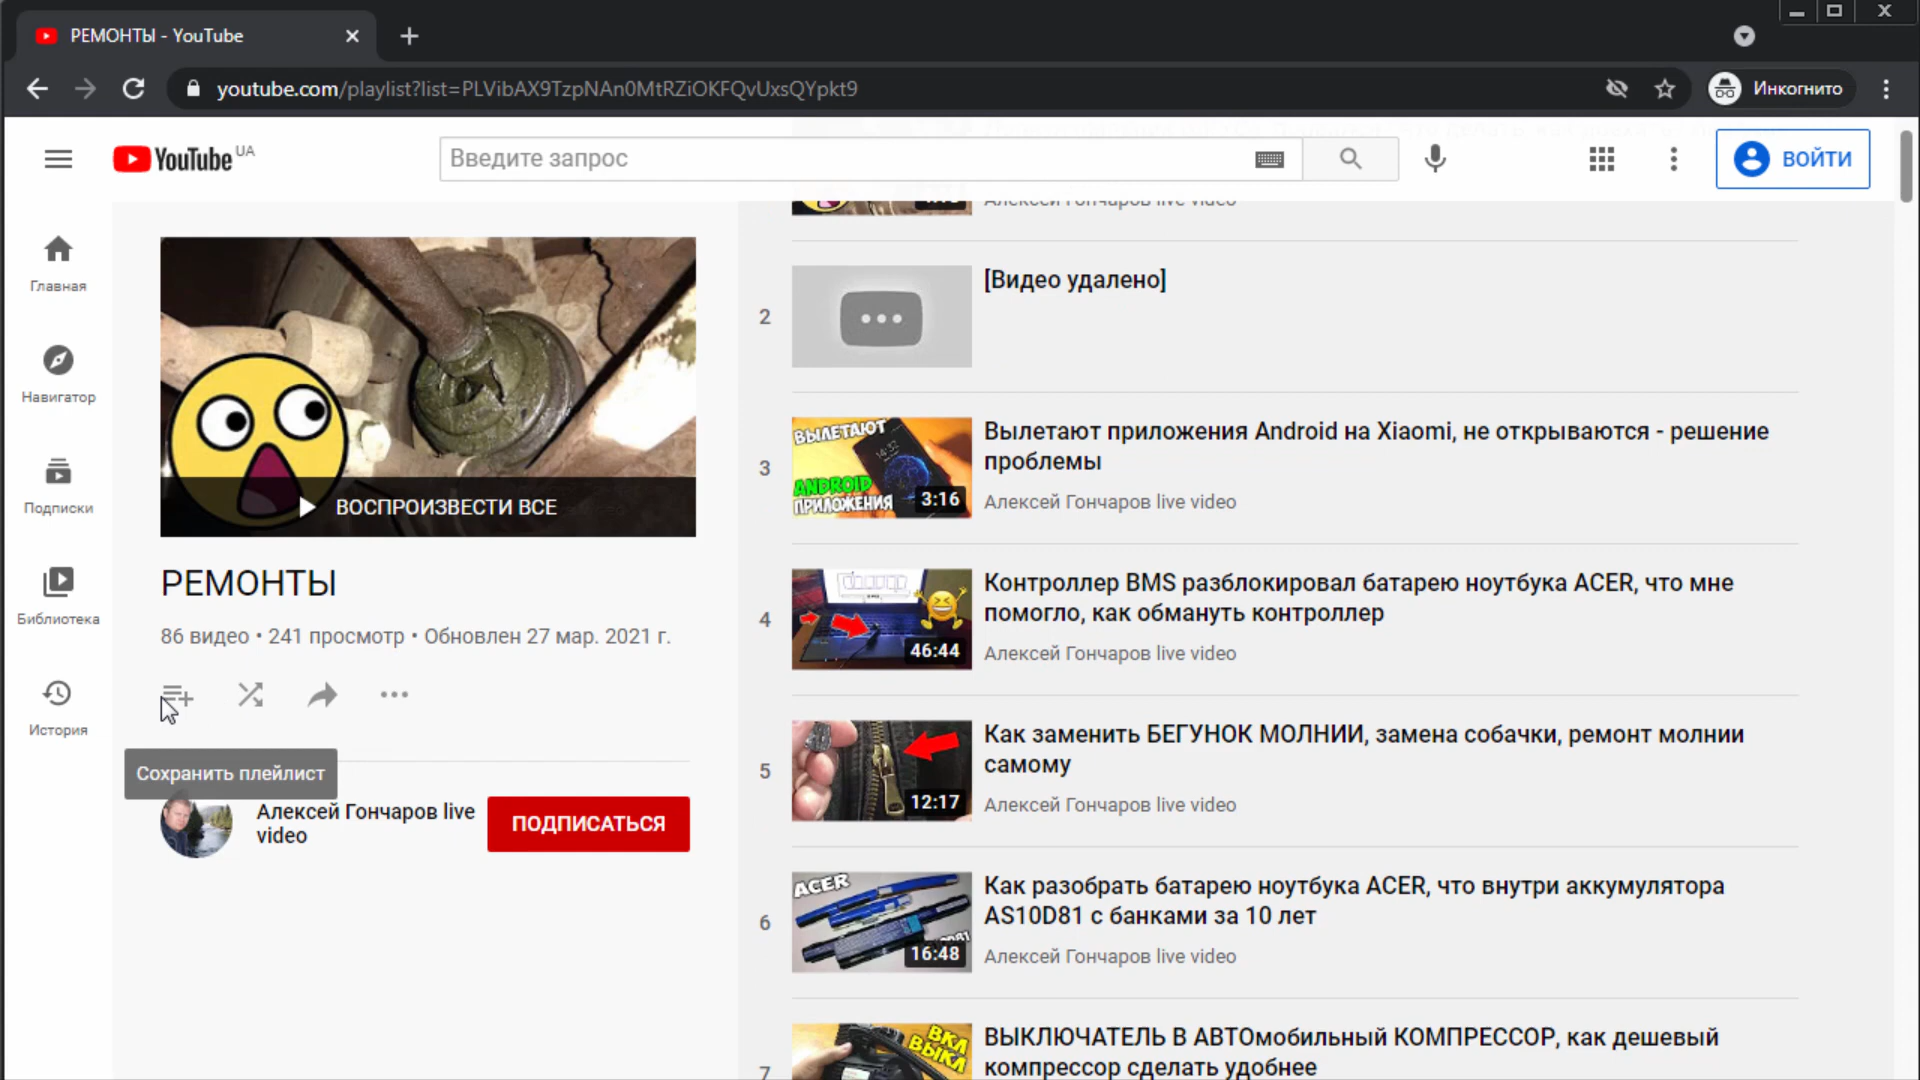 РЕМОНТЫ - YouTube
youtube.com/playlist?list=PLVibAX9TzpNAn0MtRZiOKFQvUxsQYpkt9
Инкогнито
YouTube UA
Введите запрос
ВОЙТИ
Главная
Навигатор
Подписки
Библиотека
История
ВОСПРОИЗВЕСТИ ВСЕ
РЕМОНТЫ
86 видео • 241 просмотр • Обновлен 27 мар. 2021 г.
Сохранить плейлист
Алексей Гончаров live
video
ПОДПИСАТЬСЯ
Алексей Гончаров live video
2
[Видео удалено]
3
ВЫЛЕТАЮТ
ANDROID
ПРИЛОЖЕНИЯ
3:16
Вылетают приложения Android на Xiaomi, не открываются - решение
проблемы
Алексей Гончаров live video
4
46:44
Контроллер BMS разблокировал батарею ноутбука ACER, что мне
помогло, как обмануть контроллер
Алексей Гончаров live video
5
12:17
Как заменить БЕГУНОК МОЛНИИ, замена собачки, ремонт молнии
самому
Алексей Гончаров live video
6
ACER
16:48
Как разобрать батарею ноутбука ACER, что внутри аккумулятора
AS10D81 с банками за 10 лет
Алексей Гончаров live video
7
ВКЛ
ВЫКЛ
ВЫКЛЮЧАТЕЛЬ В АВТОмобильный КОМПРЕССОР, как дешевый
компрессор сделать удобнее